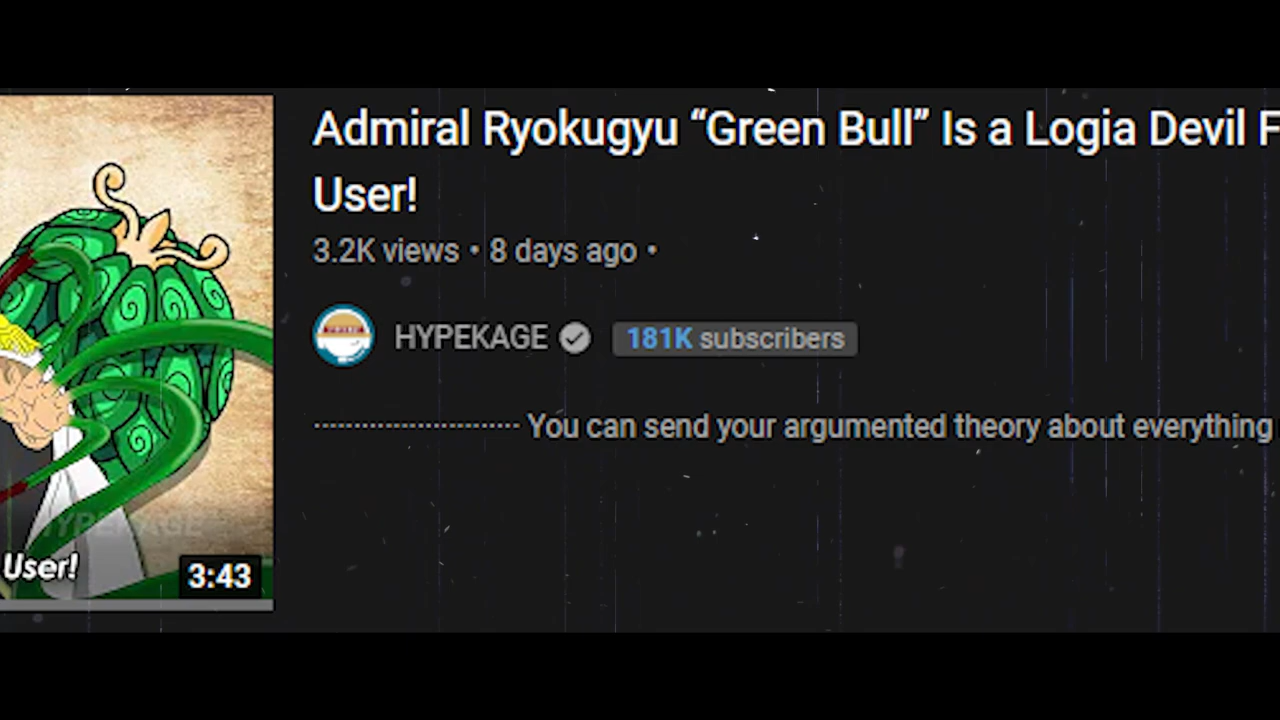 Admiral Ryokugyu “Green Bull” Is a Logia Devil F
User!
3.2K views • 8 days ago •
HYPEKAGE
181K subscribers
--------------------- You can send your argumented theory about everything
HYPEKAGE
User!
3:43